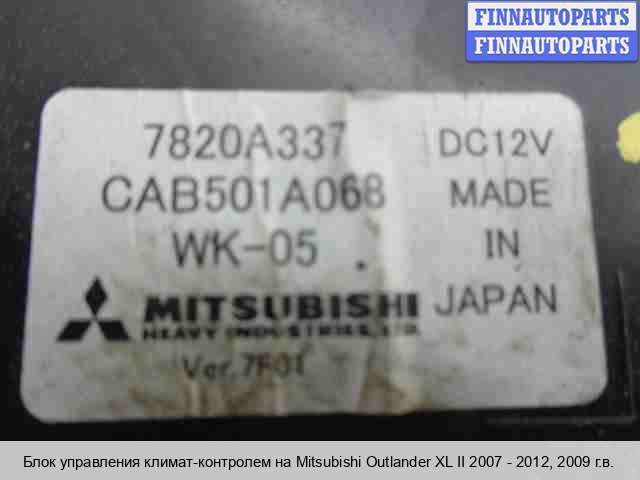 FINNAUTOPARTS
FINNAUTOPARTS
7820A337 DC12V
CAB501A068 MADE
WK-05 IN
MITSUBISHI JAPAN
HEAVY INDUSTRIES, LTD.
Ver.7F01
Блок управления климат-контролем на Mitsubishi Outlander XL II 2007 - 2012, 2009 г.в.